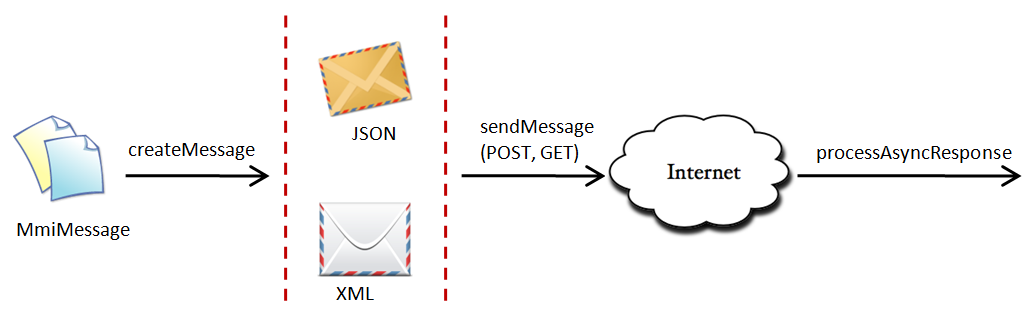 MmiMessage
createMessage
JSON
XML
sendMessage
(POST, GET)
Internet
processAsyncResponse